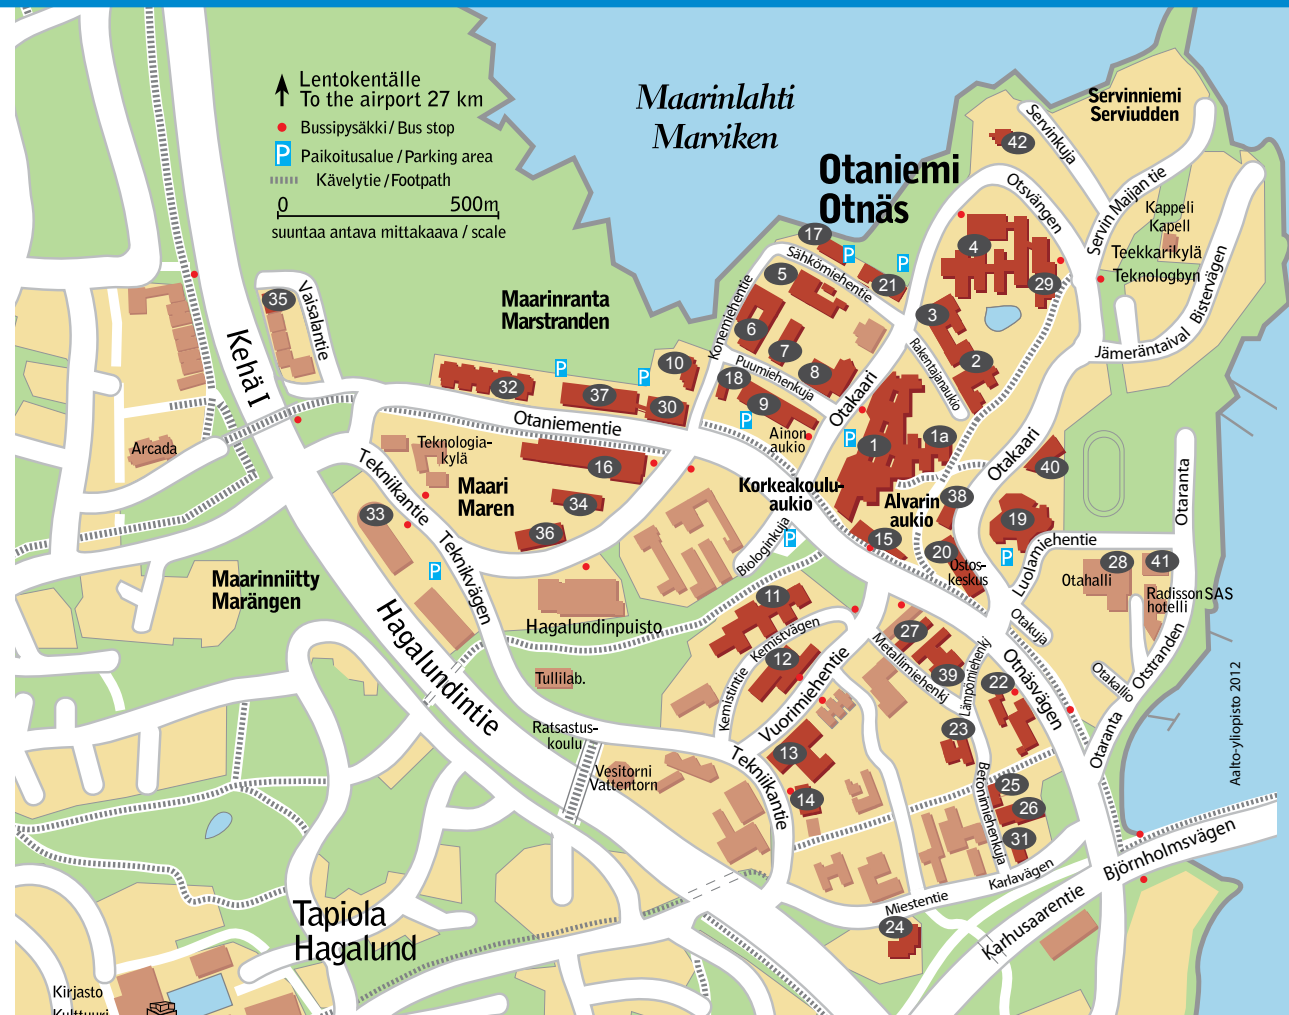 Lentokentälle
To the airport 27 km
Bussipysäkki / Bus stop
P Paikoitusalue / Parking area
Kävelytie / Footpath
0 500m
suuntaa antava mittakaava / scale
Maarinlahti
Marviken
Servinniemi
Serviudden
Otaniemi
Otnäs
42
Servinkuja
Otsvängen
Servin Maijan tie
Kappeli
Kapell
Teekkarikylä
Teknologbyn
Bistervägen
Jämeräntaival
17
P
P
Sähkömiehentie
4
29
5
21
35
Vaisalantie
Kehä I
Maarinranta
Marstranden
Konemiehentie
6
7
3
2
Rakentajanaukio
P
P
10
18
Puumiehenkuja
8
32
37
30
9
P
Otakaari
Otaniementie
Ainon
aukio
P
1
1a
Otakaari
40
Arcada
Teknologia-
kylä
Tekniikantie
16
Maari
Maren
34
36
33
P
Teknikvägen
Korkeakoulu-
aukio
Alvarin
aukio
38
19
Otaranta
15
20
Ostos-
keskus
P
Luolamiehentie
P
Biologinkuja
28
41
Otahalli
Radisson SAS
hotelli
Maarinniitty
Marängen
Hagalundintie
Hagalundinpuisto
11
Kemistvägen
12
Kemistintie
Vuorimiehentie
27
Metallimiehenkj
39
Lämpömiehenkj
Otakuja
Otnäsvägen
22
Otakallio
Otstranden
Otaranta
Tullilab.
Ratsastus-
koulu
Vesitorni
Vattentorn
13
14
Tekniikantie
23
Betonimiehenkuja
25
26
31
Aalto-yliopisto 2012
Björnholmsvägen
Karlavägen
Miestentie
24
Karhusaarentie
Tapiola
Hagalund
Kirjasto
Kulttuuri